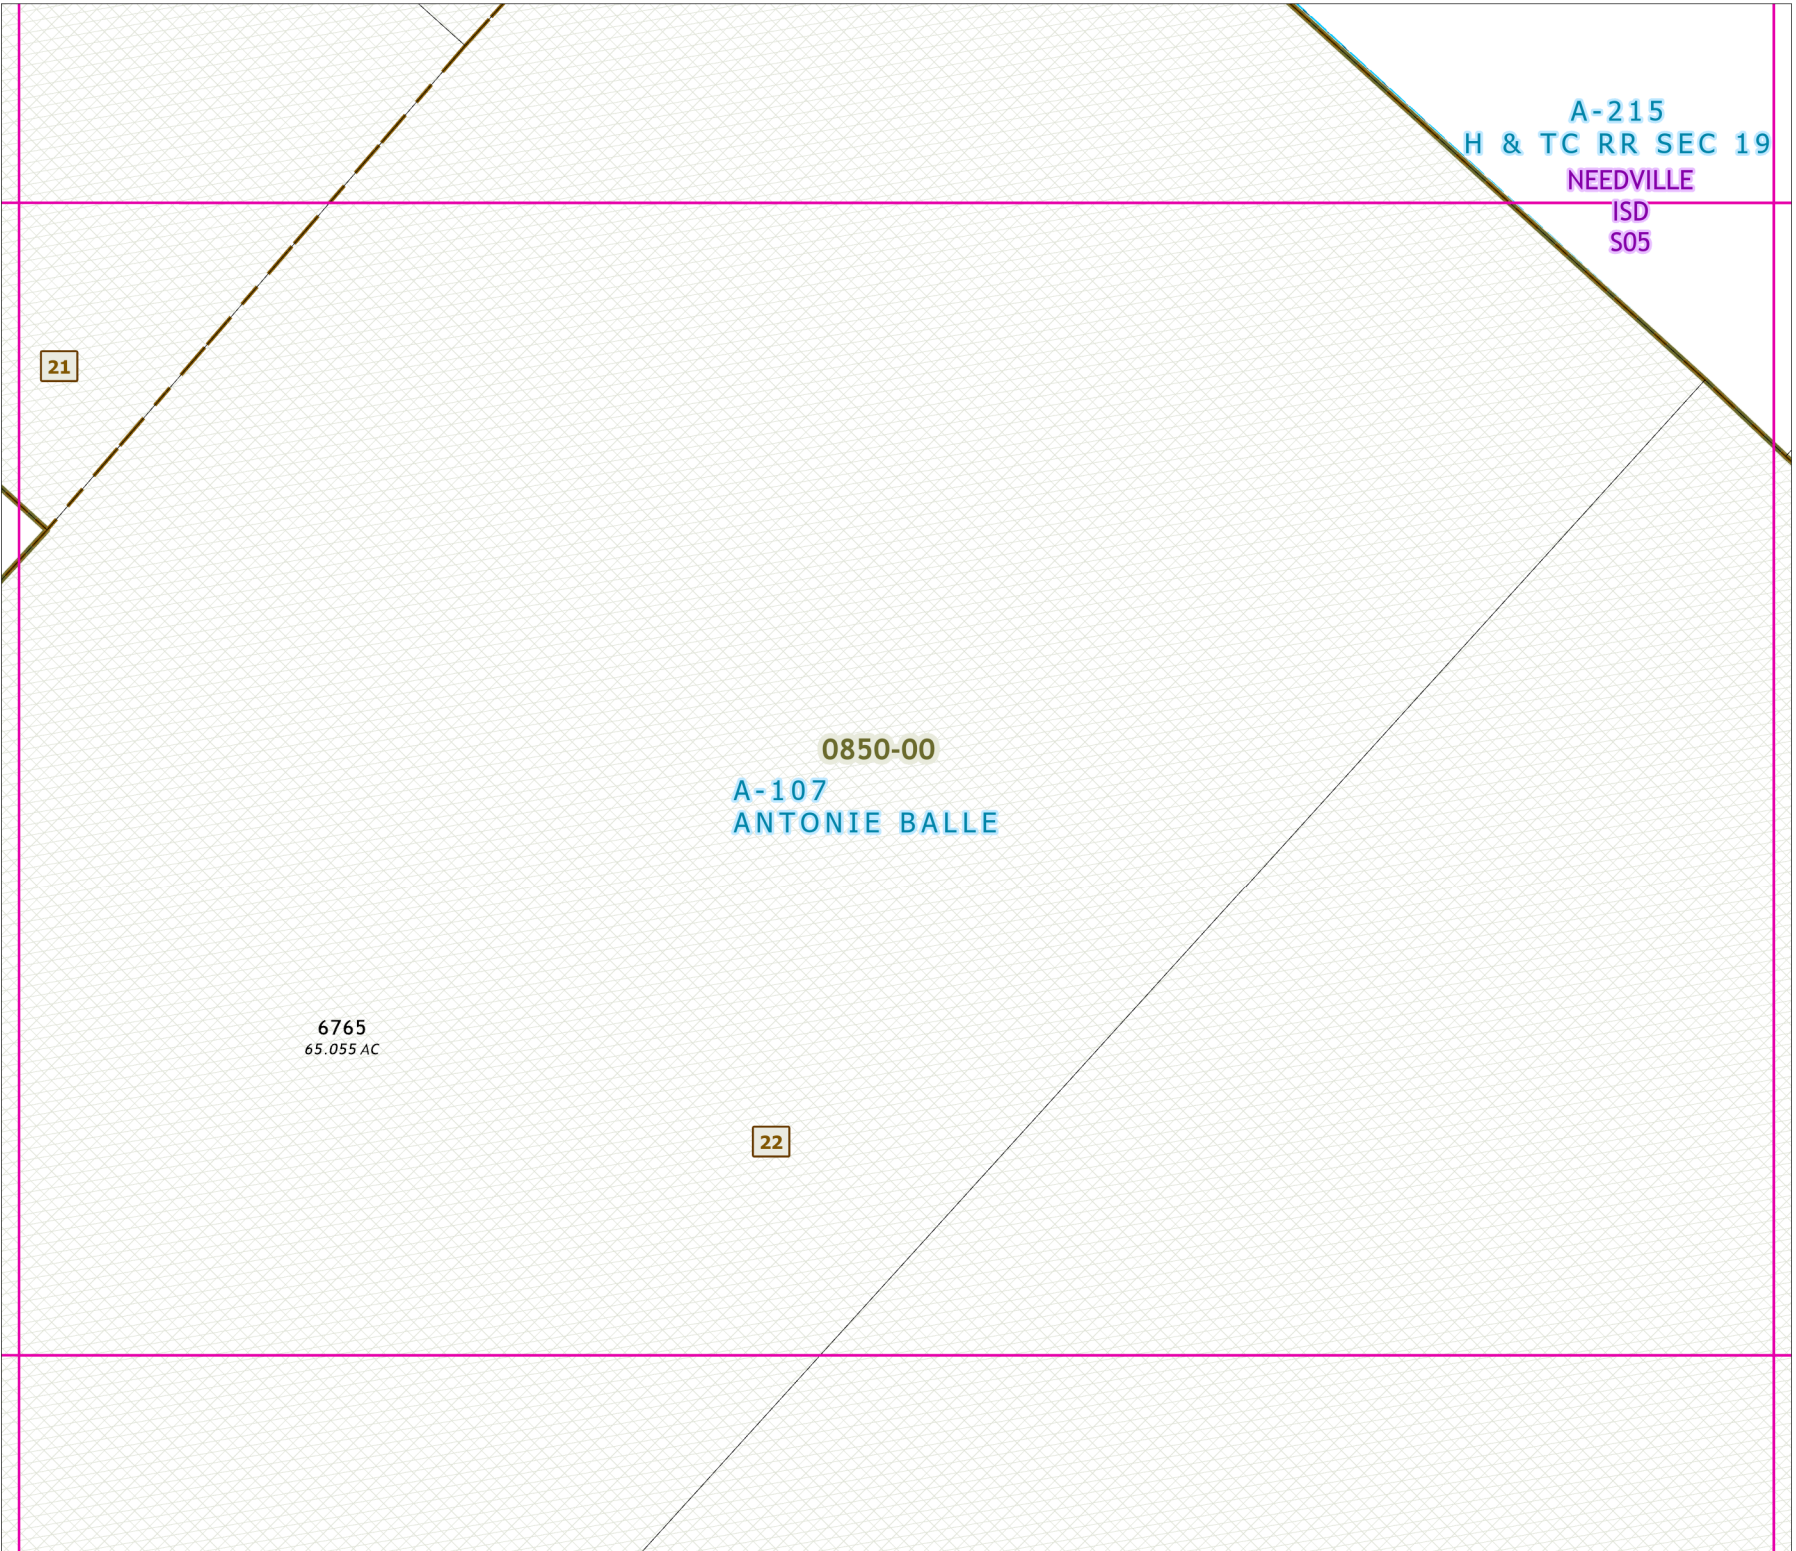 A-215
H & TC RR SEC 19
NEEDVILLE
ISD
S05
21
0850-00
A-107
ANTONIE BALLE
6765
65.055 AC
22